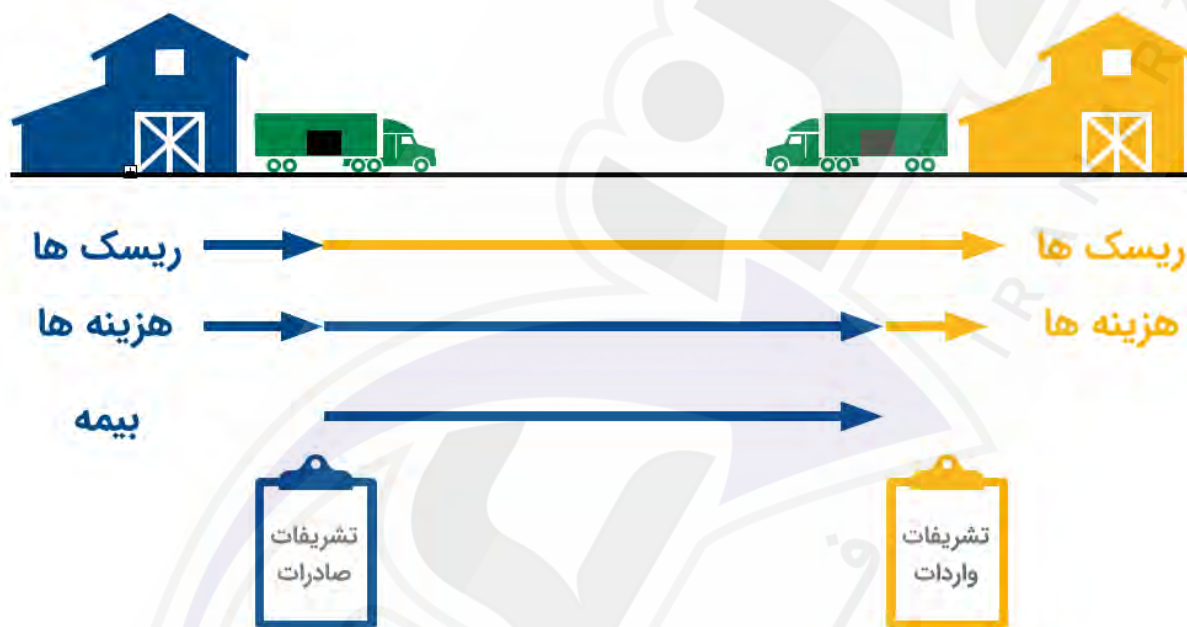 ریسک ها
ریسک ها
هزینه ها
هزینه ها
بیمه
تشریفات
صادرات
تشریفات
واردات